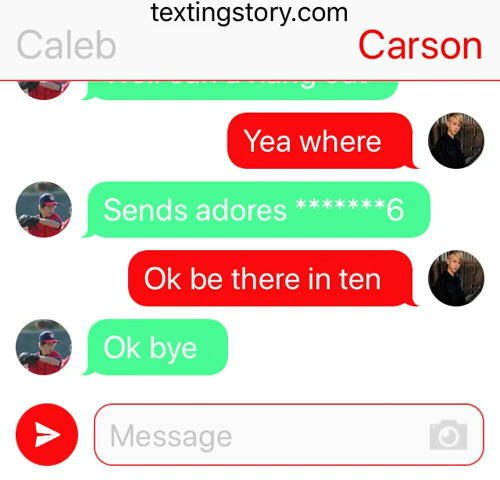 textingstory.com
Caleb
Carson
Yea where
Sends adores *******6
Ok be there in ten
Ok bye
Message